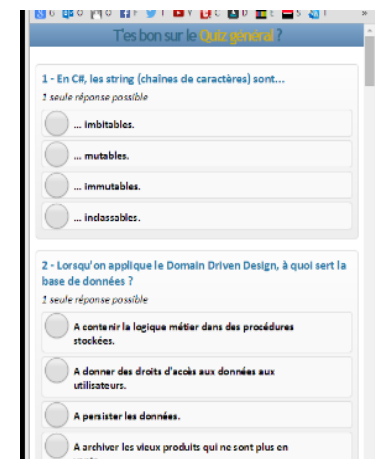 T'es bon sur le Quiz général ?
1 - En C#, les string (chaînes de caractères) sont...
1 seule réponse possible
... imbitables.
... mutables.
... immutables.
... indassables.
2 - Lorsqu'on applique le Domain Driven Design, à quoi sert la
base de données ?
1 seule réponse possible
A contenir la logique métier dans des procédures
stockées.
A donner des droits d'accès aux données aux
utilisateurs.
A persister les données.
A archiver les vieux produits qui ne sont plus en